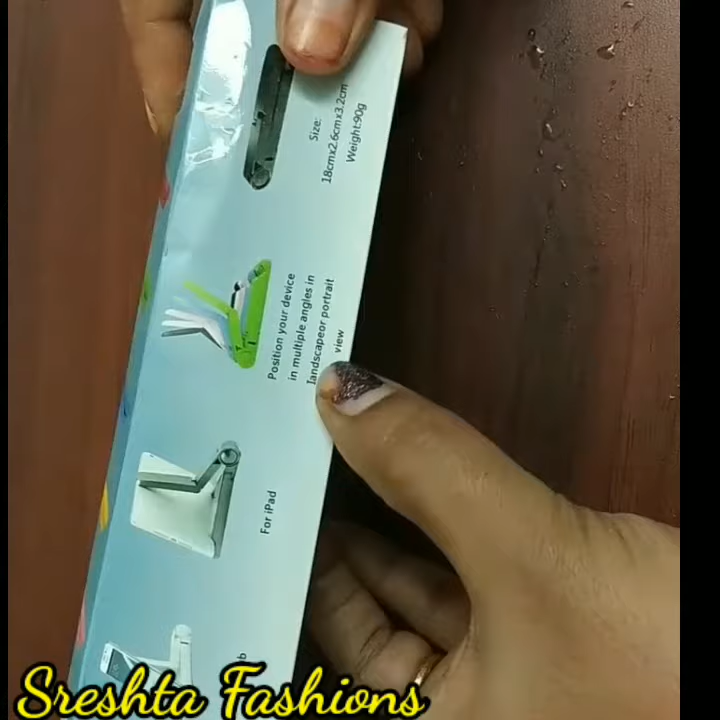 Size:
18cmx2.6cmx3.2cm
Weight:90g
Position your device
in multiple angles in
landscapeor portrait
view
For iPad
b
Sreshta Fashions